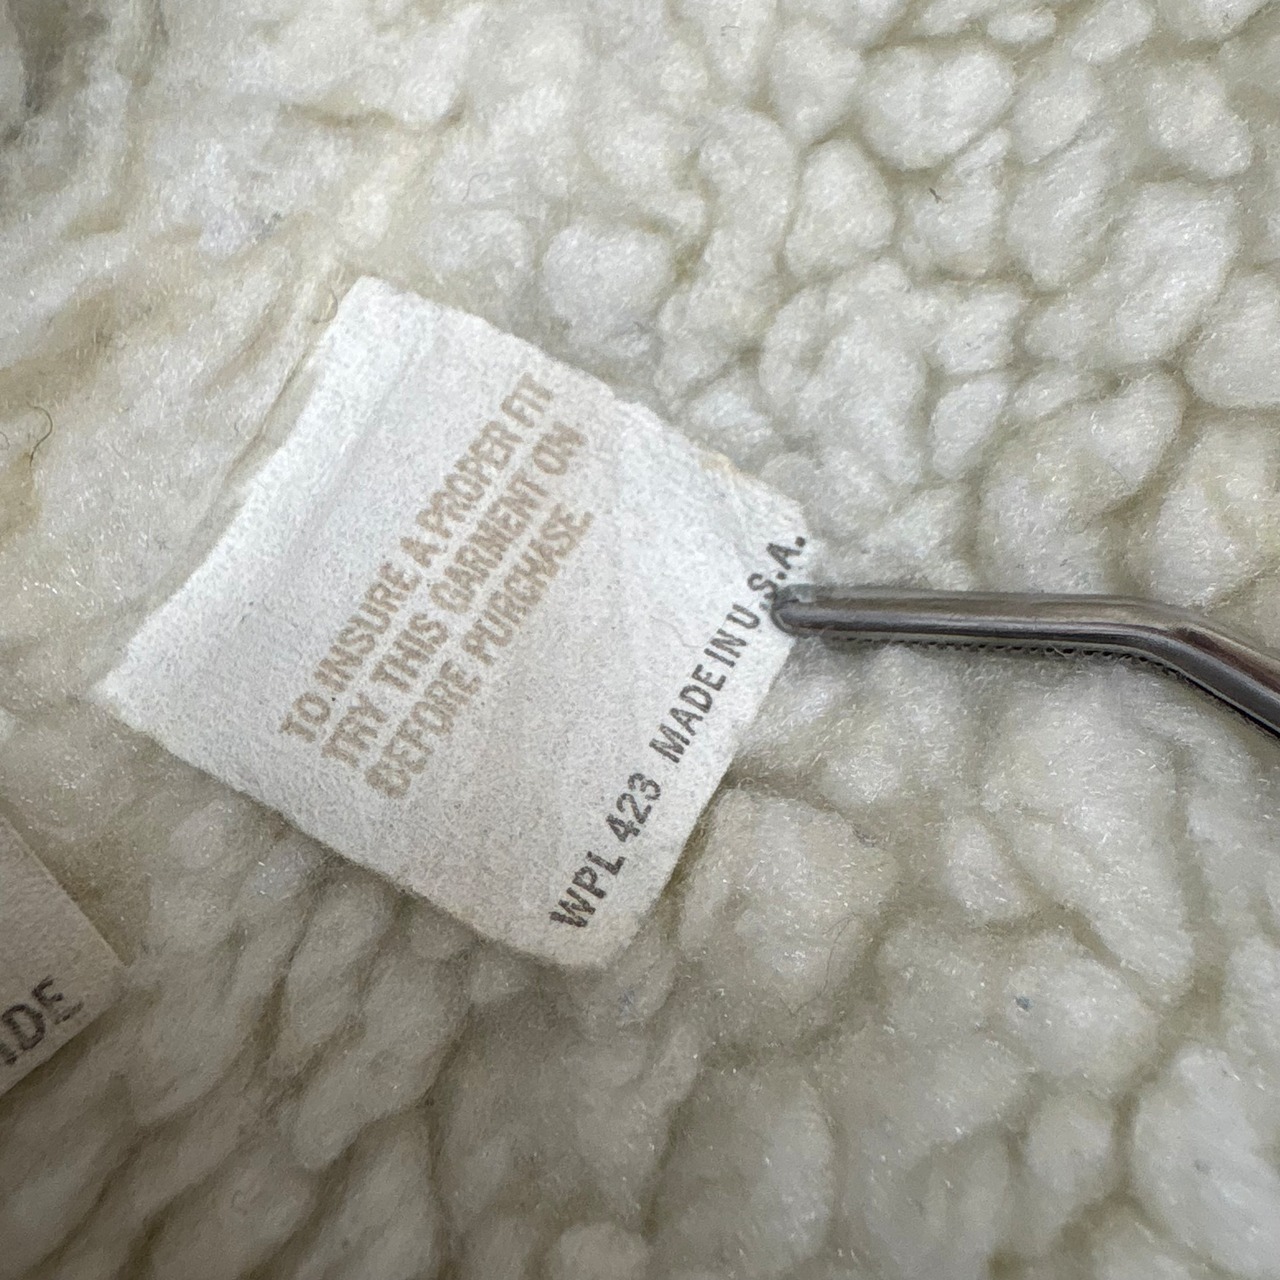 TO INSURE A PROPER FIT
TRY THIS GARMENT ON
BEFORE PURCHASE
WPL 423 MADE IN U.S.A.